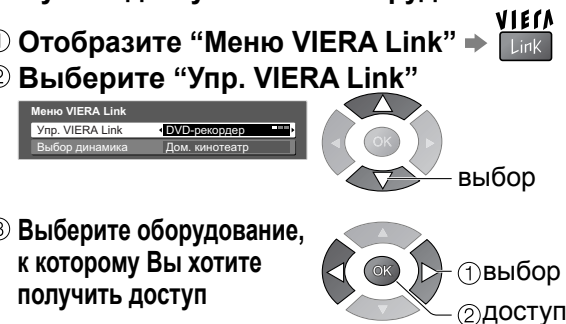 ① Отобразите “Меню VIERA Link” ➡ VIERA Link
② Выберите “Упр. VIERA Link”
Меню VIERA Link
Упр. VIERA Link DVD-рекордер
Выбор динамика Дом. кинотеатр
OK
выбор
③ Выберите оборудование,
к которому Вы хотите
получить доступ
OK
①выбор
②доступ